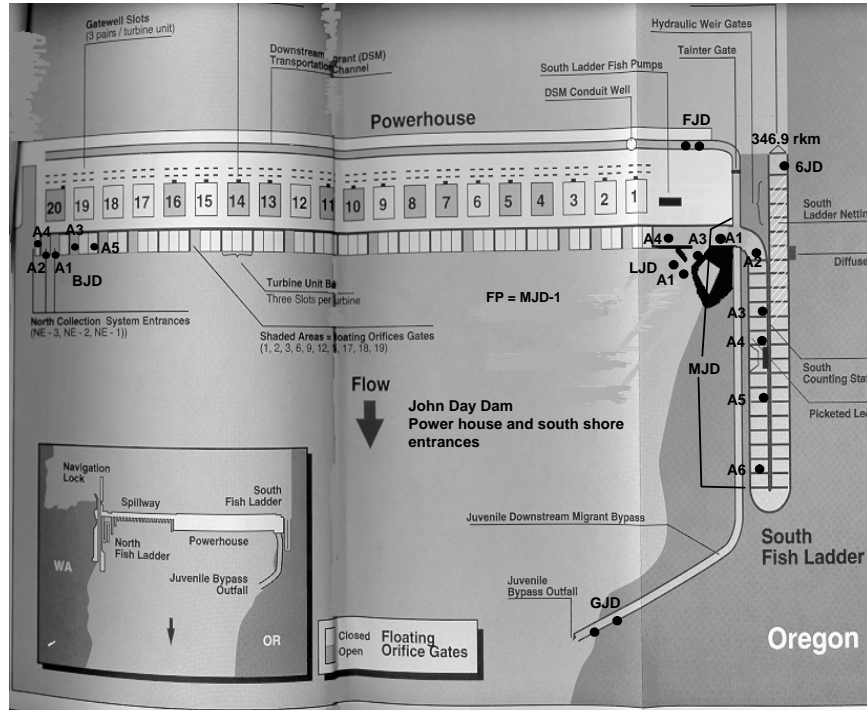 Gatewell Slots
(3 pairs / turbine unit)
Downstream
Transportation
grant (DSM)
Channel
Hydraulic Weir Gates
Tainter Gate
South Ladder Fish Pumps
DSM Conduit Well
Powerhouse
FJD
346.9 rkm
6JD
20 19 18 17 16 15 14 13 12 11 10 9 8 7 6 5 4 3 2 1
South
Ladder Netting
A4
A3
A5
A2
A1
BJD
A4
A3
A1
A2
LJD
A1
Diffuse
Turbine Unit
Three Slots per turbine
FP = MJD-1
North Collection System Entrances
(NE - 3, NE - 2, NE - 1))
Shaded Areas = floating Orifices Gates
A3
A4
MJD
South
Counting Stat
A5
Picketed
A6
Flow
John Day Dam
Power house and south shore
entrances
Navigation
Lock
Spillway
South
Fish Ladder
North
Fish Ladder
Powerhouse
WA
Juvenile Bypass
Outfall
OR
Juvenile Downstream Migrant Bypass
South
Fish Ladder
Juvenile
Bypass Outfall
GJD
Closed
Open
Floating
Orifice Gates
Oregon